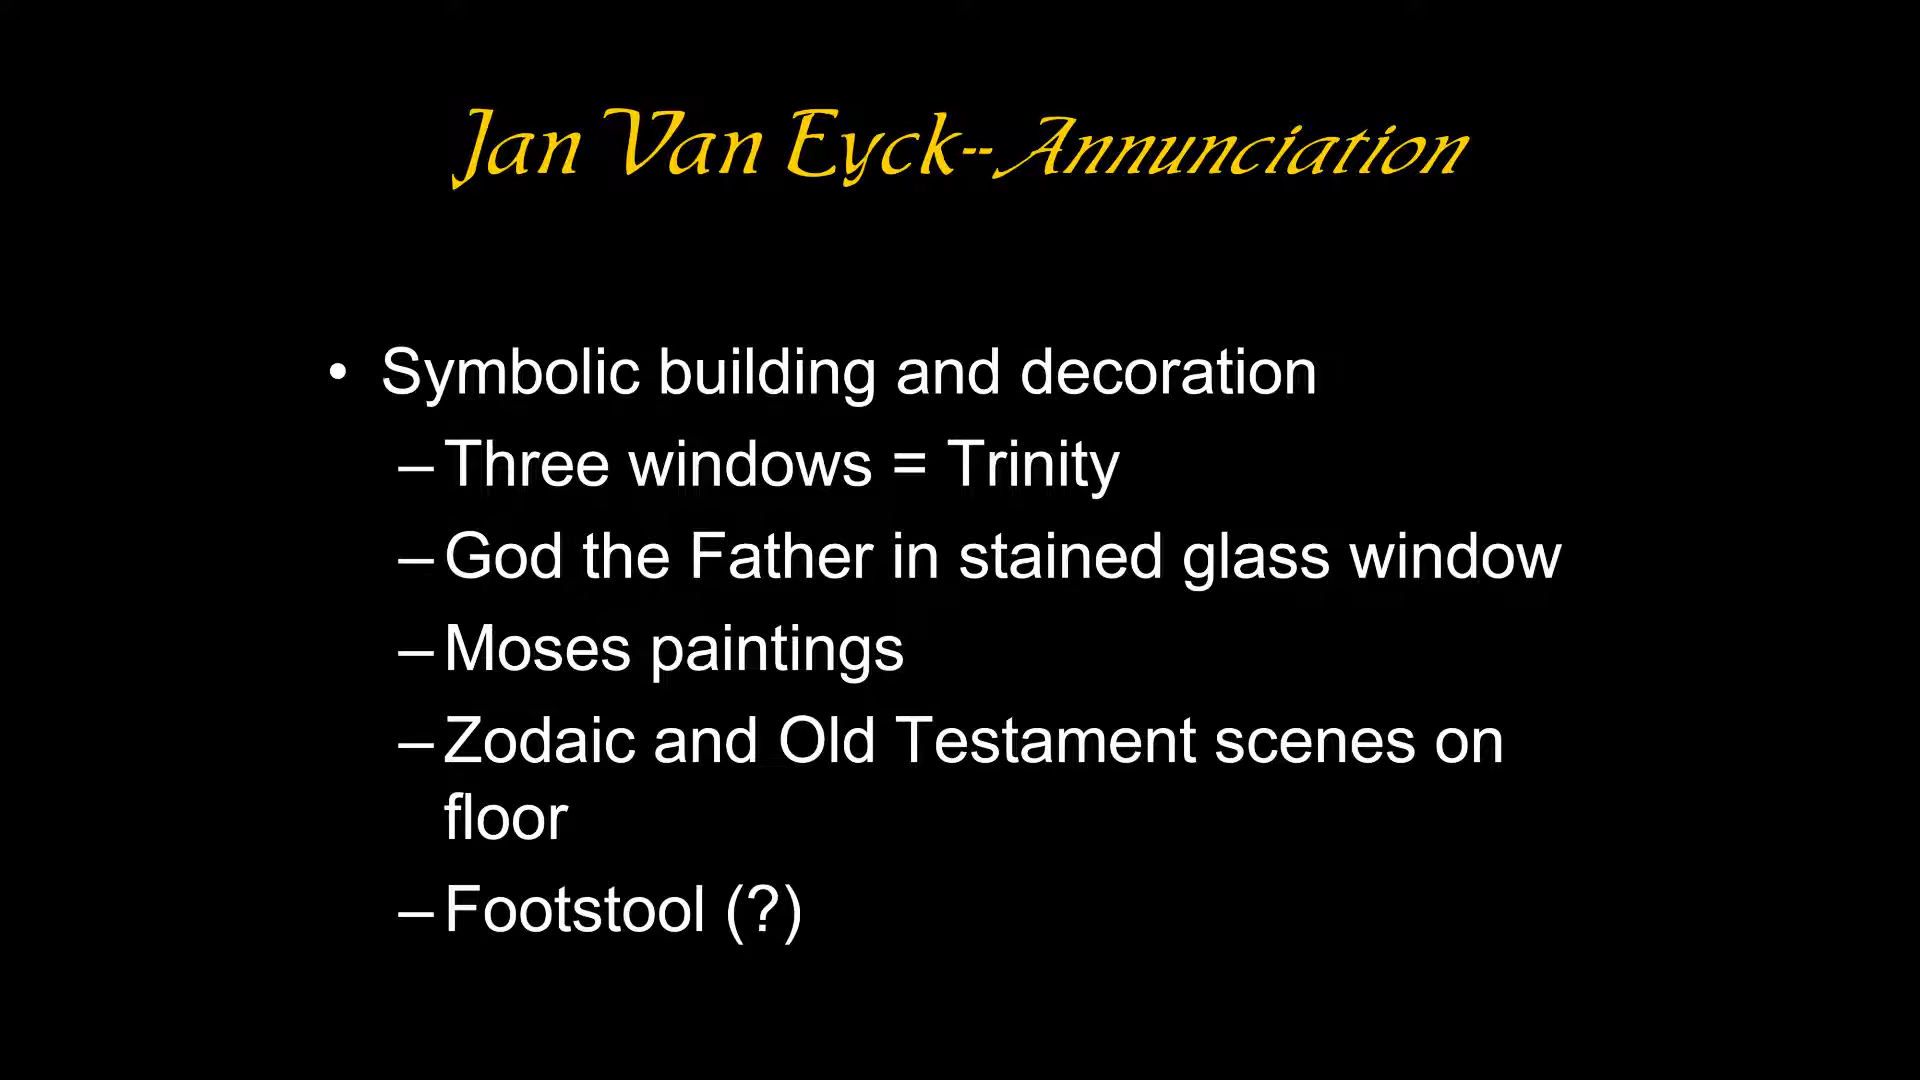 Jan Van Eyck--Annunciation
• Symbolic building and decoration
– Three windows = Trinity
– God the Father in stained glass window
– Moses paintings
– Zodaic and Old Testament scenes on
floor
– Footstool (?)